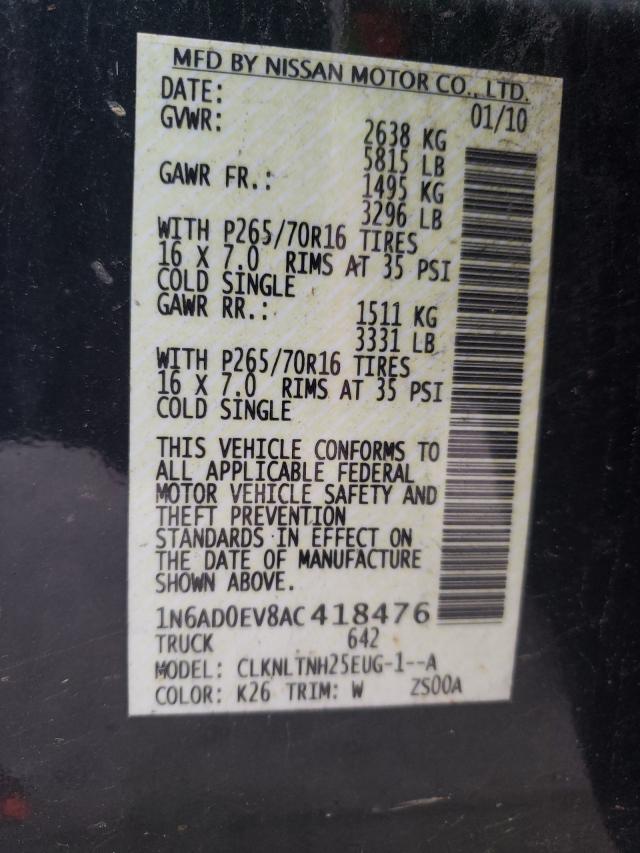 MFD BY NISSAN MOTOR CO., LTD.
DATE: 01/10
GVWR: 2638 KG
5815 LB
GAWR FR.: 1495 KG
3296 LB
WITH P265/70R16 TIRES
16 X 7.0 RIMS AT 35 PSI
COLD SINGLE
GAWR RR.: 1511 KG
3331 LB
WITH P265/70R16 TIRES
16 X 7.0 RIMS AT 35 PSI
COLD SINGLE
THIS VEHICLE CONFORMS TO
ALL APPLICABLE FEDERAL
MOTOR VEHICLE SAFETY AND
THEFT PREVENTION
STANDARDS IN EFFECT ON
THE DATE OF MANUFACTURE
SHOWN ABOVE.
1N6AD0EV8AC418476
TRUCK 642
MODEL: CLKNLTNH25EUG-1--A
COLOR: K26 TRIM: W ZS00A